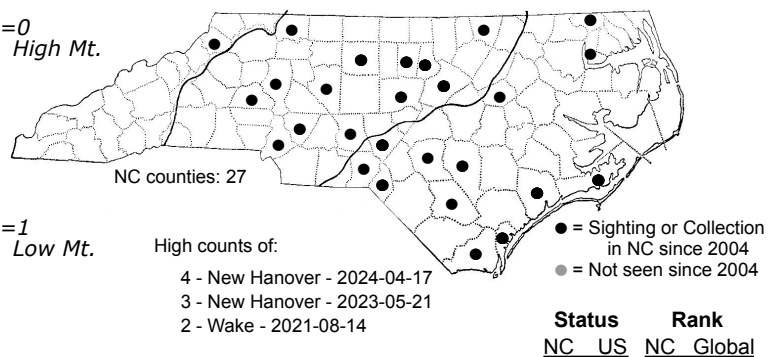 =0
High Mt.
NC counties: 27
=1
Low Mt.
High counts of:
4 - New Hanover - 2024-04-17
3 - New Hanover - 2023-05-21
2 - Wake - 2021-08-14
● = Sighting or Collection
in NC since 2004
● = Not seen since 2004
Status Rank
NC US NC Global